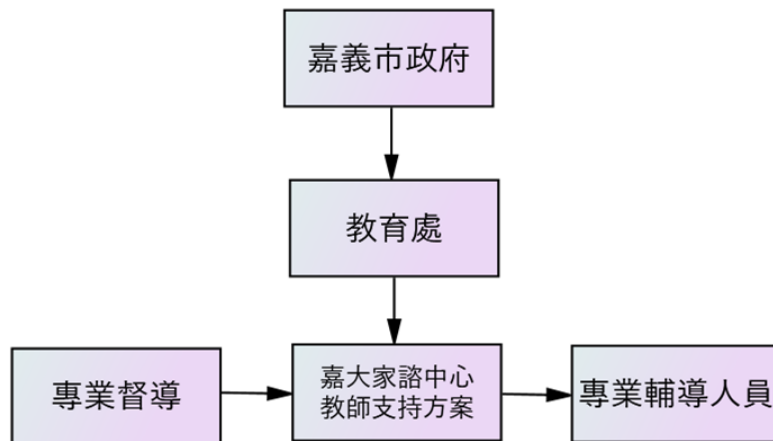 嘉義市政府
教育處
專業督導
嘉大家諮中心
教師支持方案
專業輔導人員